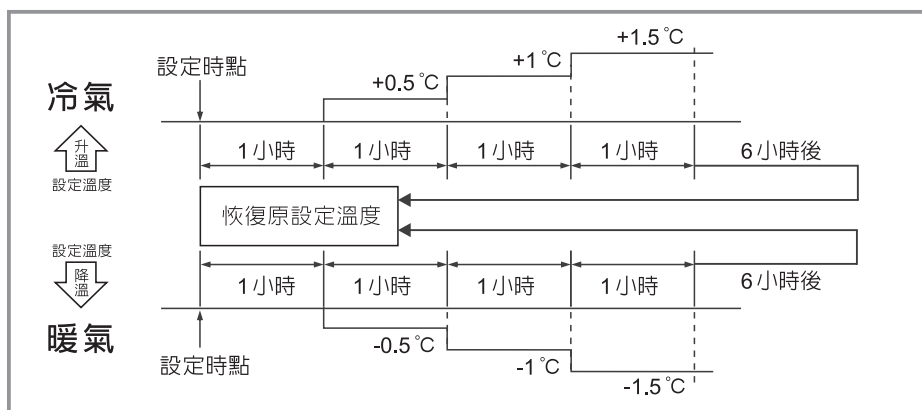 +1.5℃
+1℃
設定時點
+0.5℃
冷氣
升溫
1小時
1小時
1小時
1小時
6小時後
設定溫度
恢復原設定溫度
設定溫度
降溫
1小時
1小時
1小時
1小時
6小時後
暖氣
-0.5℃
設定時點
-1℃
-1.5℃